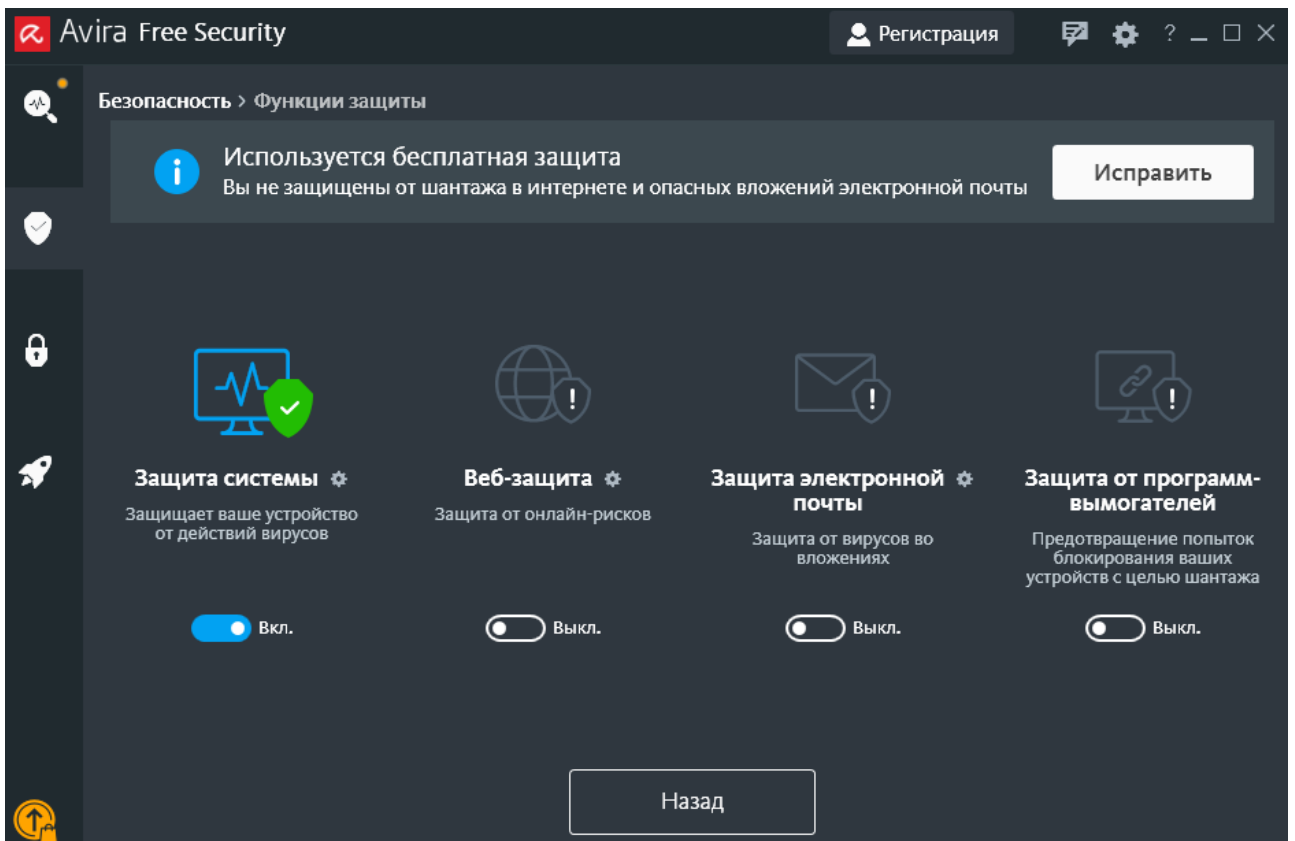 Avira Free Security
Регистрация
?
Безопасность > Функции защиты
Используется бесплатная защита
Вы не защищены от шантажа в интернете и опасных вложений электронной почты
Исправить
Защита системы
Защищает ваше устройство
от действий вирусов
Вкл.
Веб-защита
Защита от онлайн-рисков
Выкл.
Защита электронной
почты
Защита от вирусов во
вложениях
Выкл.
Защита от программ-
вымогателей
Предотвращение попыток
блокирования ваших
устройств с целью шантажа
Выкл.
Назад